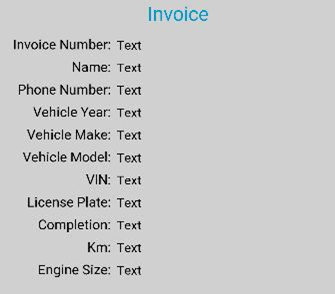 Invoice
Invoice Number: Text
Name: Text
Phone Number: Text
Vehicle Year: Text
Vehicle Make: Text
Vehicle Model: Text
VIN: Text
License Plate: Text
Completion: Text
Km: Text
Engine Size: Text